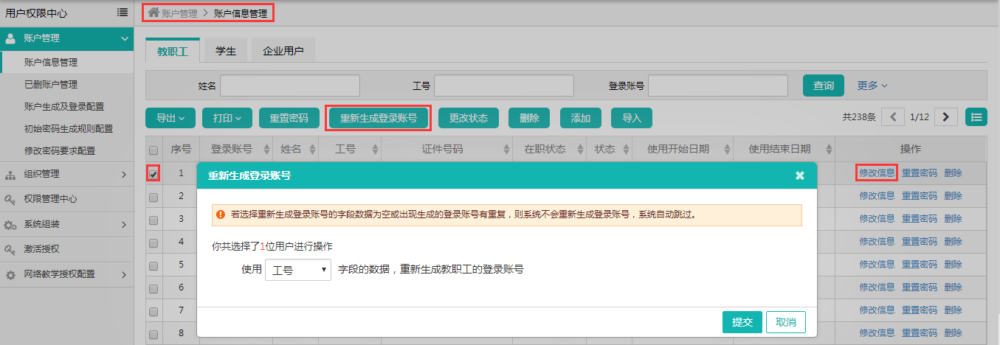 用户权限中心
账户管理
账户信息管理
已删账户管理
账户生成及登录配置
初始密码生成规则配置
修改密码要求配置
组织管理
权限管理中心
系统组装
激活授权
网络教学授权配置
账户管理 > 账户信息管理
教职工 学生 企业用户
姓名 工号 登录账号 查询 更多
导出 打印 重置密码 重新生成登录账号 更改状态 删除 添加 导入 共238条 1/12
序号 登录账号 姓名 工号 证件号码 在职状态 状态 使用开始日期 使用结束日期 操作
1 修改信息 重置密码 删除
2 修改信息 重置密码 删除
3 修改信息 重置密码 删除
4 修改信息 重置密码 删除
5 修改信息 重置密码 删除
6 修改信息 重置密码 删除
7 修改信息 重置密码 删除
8 修改信息 重置密码 删除
重新生成登录账号
若选择重新生成登录账号的字段数据为空或出现生成的登录账号有重复，则系统不会重新生成登录账号，系统自动跳过。
你共选择了1位用户进行操作
使用 工号 字段的数据，重新生成教职工的登录账号
提交 取消